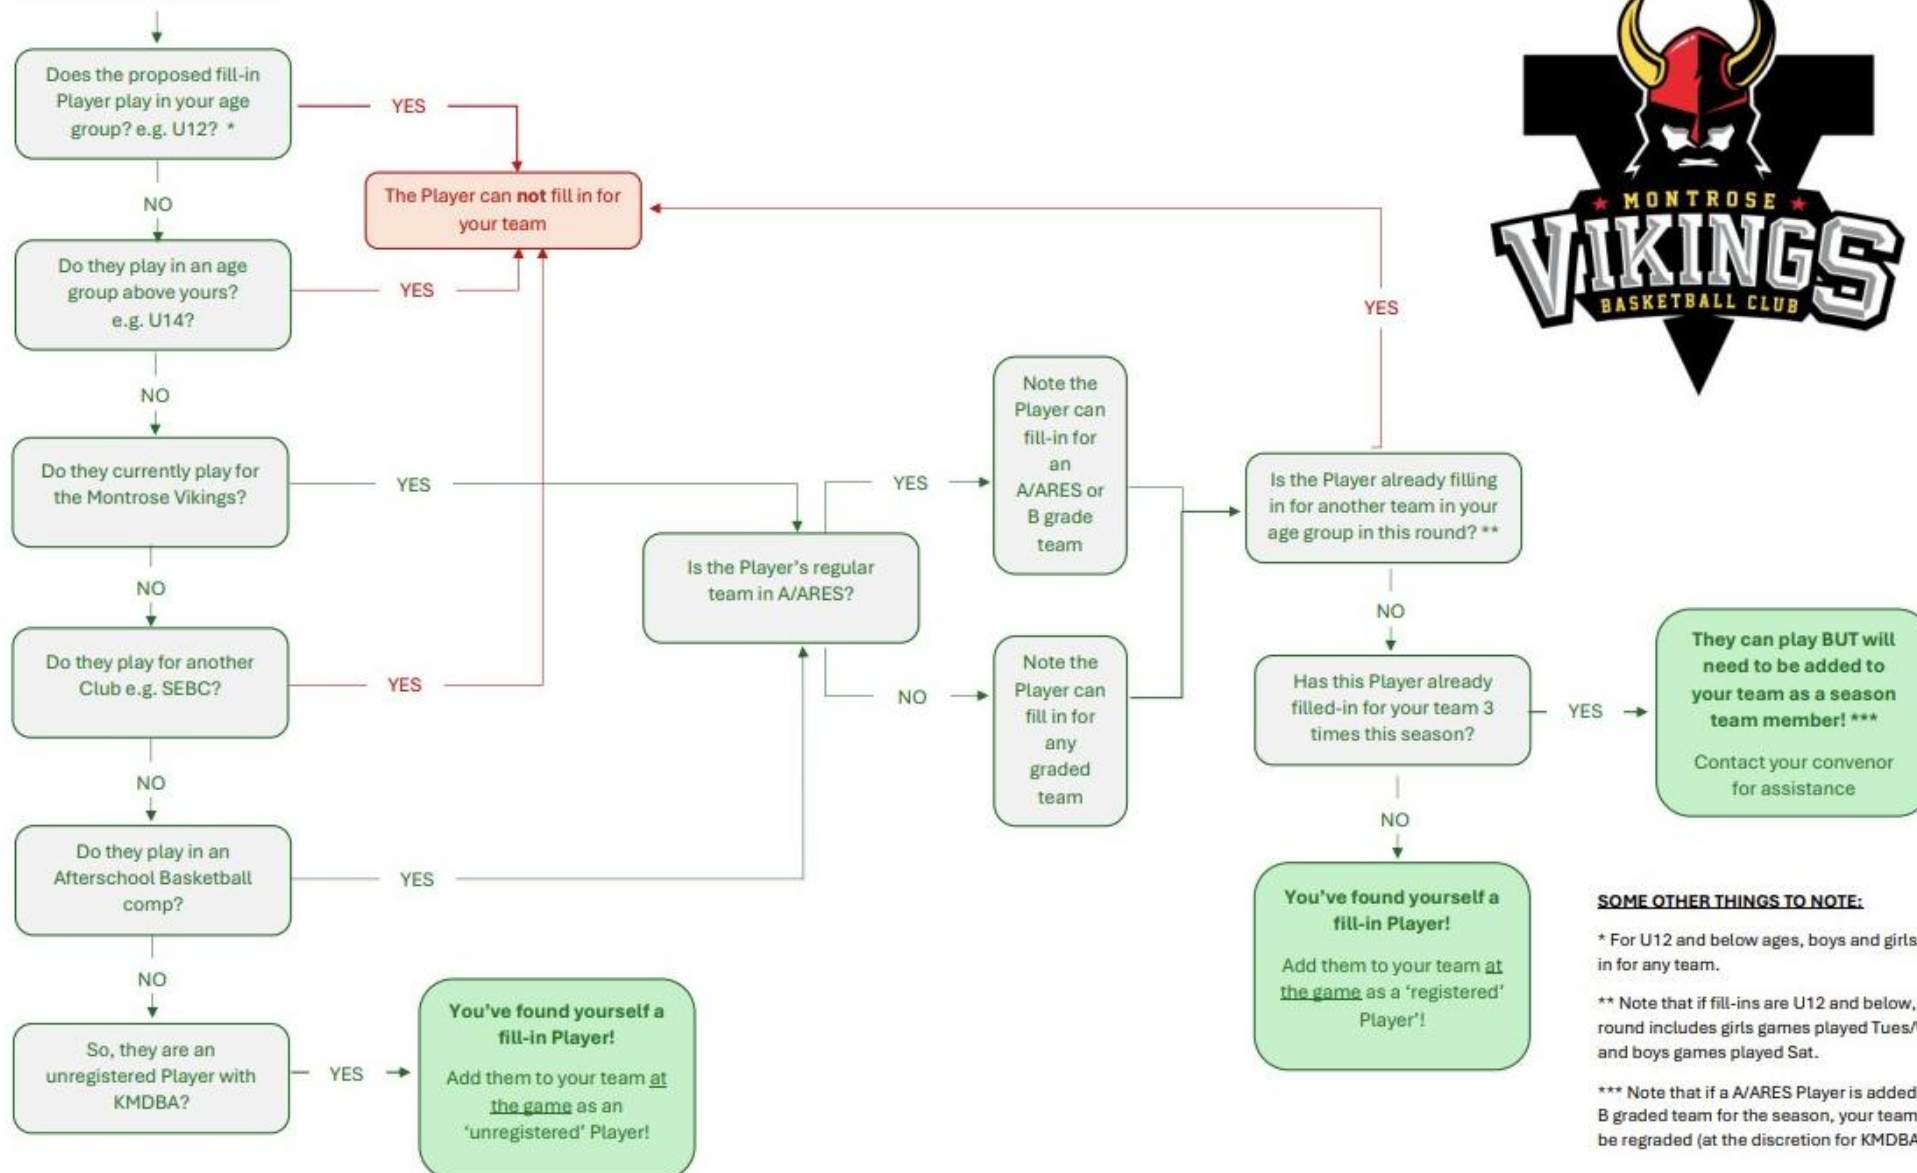 Does the proposed fill-in
Player play in your age
group? e.g. U12? *
YES
NO
The Player can not fill in for
your team
Do they play in an age
group above yours?
e.g. U14?
YES
NO
Do they currently play for
the Montrose Vikings?
YES
NO
Do they play for another
Club e.g. SEBC?
YES
NO
Do they play in an
Afterschool Basketball
comp?
YES
NO
So, they are an
unregistered Player with
KMDBA?
YES
You've found yourself a
fill-in Player!
Add them to your team at
the game as an
'unregistered' Player!
Is the Player's regular
team in A/ARES?
YES
Note the
Player can
fill-in for
an
A/ARES or
B grade
team
NO
Note the
Player can
fill in for
any
graded
team
Is the Player already filling
in for another team in your
age group in this round? **
YES
NO
Has this Player already
filled-in for your team 3
times this season?
YES
They can play BUT will
need to be added to
your team as a season
team member! ***
Contact your convenor
for assistance
NO
You've found yourself a
fill-in Player!
Add them to your team at
the game as a 'registered'
Player'!
MONTROSE
VIKINGS
BASKETBALL CLUB
SOME OTHER THINGS TO NOTE:
* For U12 and below ages, boys and girls
in for any team.
** Note that if fill-ins are U12 and below,
round includes girls games played Tues/
and boys games played Sat.
*** Note that if a A/ARES Player is added
B graded team for the season, your team
be regraded (at the discretion for KMDBA